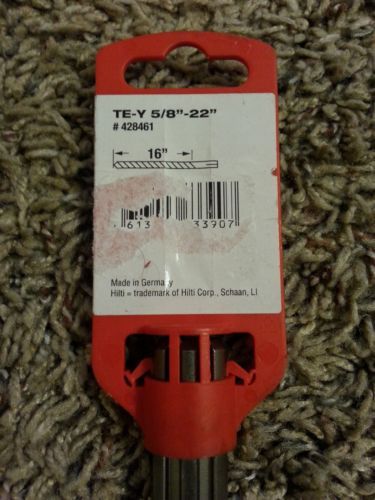 TE-Y 5/8"-22"
# 428461
16"
613 33907
Made in Germany
Hilti = trademark of Hilti Corp., Schaan, LI